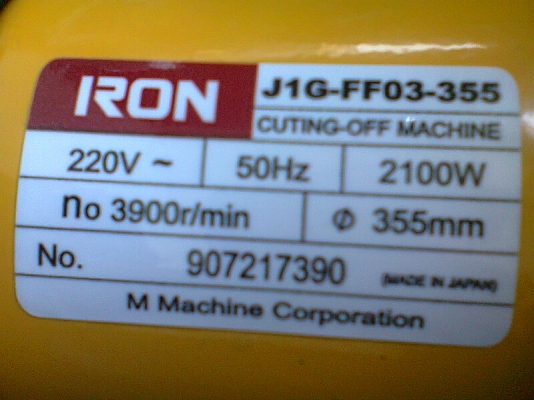 IRON J1G-FF03-355
CUTING-OFF MACHINE
220V ~ 50Hz 2100W
no 3900r/min Φ 355mm
No. 907217390 (MADE IN JAPAN)
M Machine Corporation